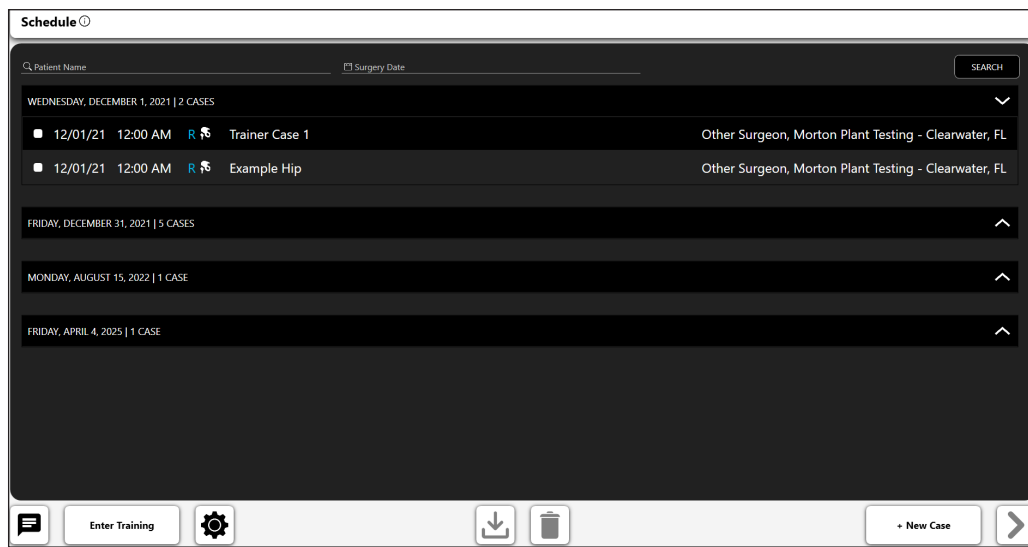 Schedule
Patient Name
Surgery Date
SEARCH
WEDNESDAY, DECEMBER 1, 2021 | 2 CASES
12/01/21 12:00 AM R Trainer Case 1 Other Surgeon, Morton Plant Testing - Clearwater, FL
12/01/21 12:00 AM R Example Hip Other Surgeon, Morton Plant Testing - Clearwater, FL
FRIDAY, DECEMBER 31, 2021 | 5 CASES
MONDAY, AUGUST 15, 2022 | 1 CASE
FRIDAY, APRIL 4, 2025 | 1 CASE
Enter Training
+ New Case